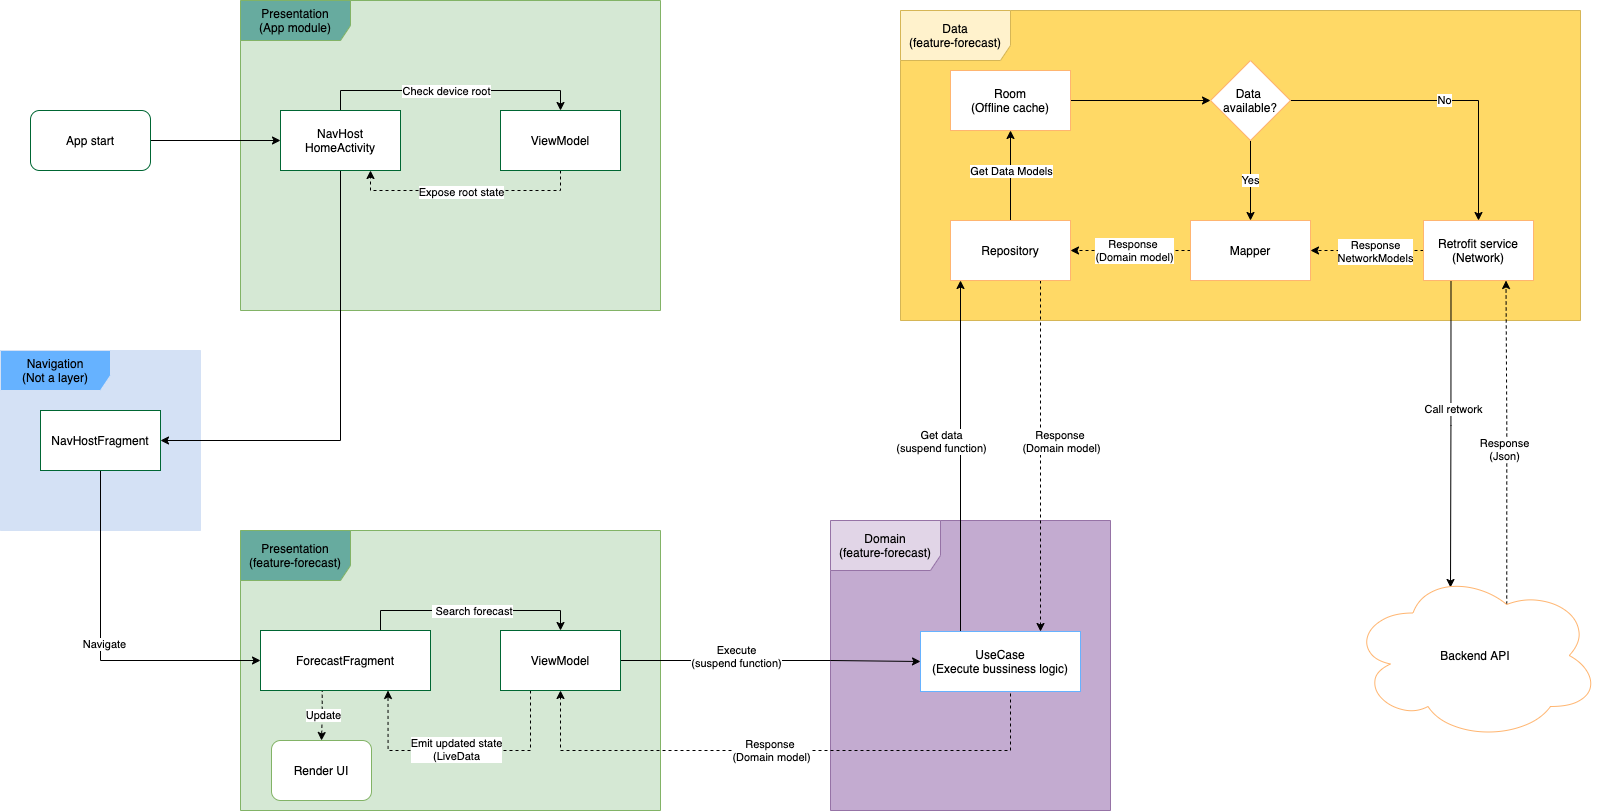 Presentation
(App module)
App start
NavHost
HomeActivity
Check device root
ViewModel
Expose root state
Data
(feature-forecast)
Room
(Offline cache)
Data
available?
No
Yes
Get Data Models
Repository
Response
(Domain model)
Mapper
Response
NetworkModels
Retrofit service
(Network)
Navigation
(Not a layer)
NavHostFragment
Navigate
Get data
(suspend function)
Response
(Domain model)
Call retwork
Response
(Json)
Backend API
Presentation
(feature-forecast)
Search forecast
ForecastFragment
ViewModel
Update
Render UI
Emit updated state
(LiveData
Execute
(suspend function)
Response
(Domain model)
Domain
(feature-forecast)
UseCase
(Execute bussiness logic)